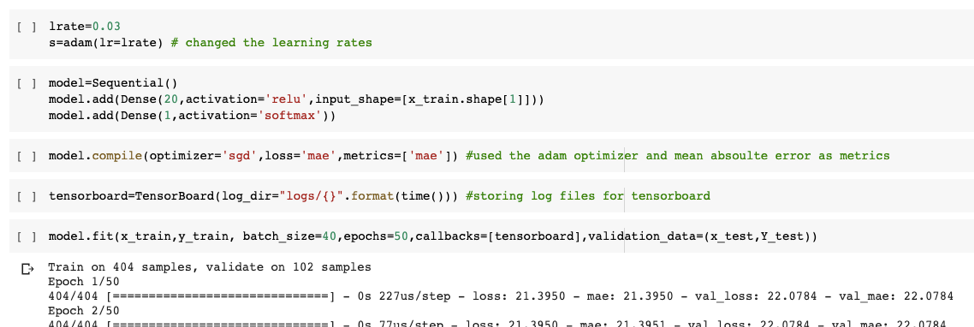 [ ] lrate=0.03
s=adam(lr=lrate) # changed the learning rates
[ ] model=Sequential()
model.add(Dense(20,activation='relu',input_shape=[x_train.shape[1]]))
model.add(Dense(1,activation='softmax'))
[ ] model.compile(optimizer='sgd',loss='mae',metrics=['mae']) #used the adam optimizer and mean absoulte error as metrics
[ ] tensorboard=TensorBoard(log_dir="logs/{}".format(time())) #storing log files for tensorboard
[ ] model.fit(x_train,y_train, batch_size=40,epochs=50,callbacks=[tensorboard],validation_data=(x_test,Y_test))
Train on 404 samples, validate on 102 samples
Epoch 1/50
404/404 [==============================] - 0s 227us/step - loss: 21.3950 - mae: 21.3950 - val_loss: 22.0784 - val_mae: 22.0784
Epoch 2/50
404/404 [==============================] - 0s 77us/step - loss: 21.3950 - mae: 21.3951 - val_loss: 22.0784 - val_mae: 22.0784